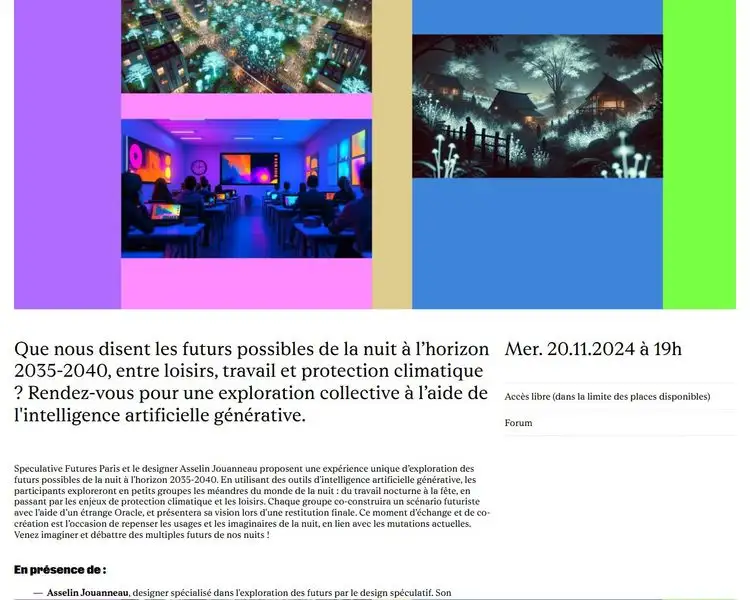 Que nous disent les futurs possibles de la nuit à l’horizon
2035-2040, entre loisirs, travail et protection climatique
? Rendez-vous pour une exploration collective à l’aide de
l'intelligence artificielle générative.
Mer. 20.11.2024 à 19h
Accès libre (dans la limite des places disponibles)
Forum
Speculative Futures Paris et le designer Asselin Jouanneau proposent une expérience unique d’exploration des
futurs possibles de la nuit à l’horizon 2035-2040. En utilisant des outils d’intelligence artificielle générative, les
participants exploreront en petits groupes les méandres du monde de la nuit : du travail nocturne à la fête, en
passant par les enjeux de protection climatique et les loisirs. Chaque groupe co-construira un scénario futuriste
avec l’aide d’un étrange Oracle, et présentera sa vision lors d’une restitution finale. Ce moment d’échange et de co-
création est l’occasion de repenser les usages et les imaginaires de la nuit, en lien avec les mutations actuelles.
Venez imaginer et débattre des multiples futurs de nos nuits !
En présence de :
— Asselin Jouanneau, designer spécialisé dans l’exploration des futurs par le design spéculatif. Son